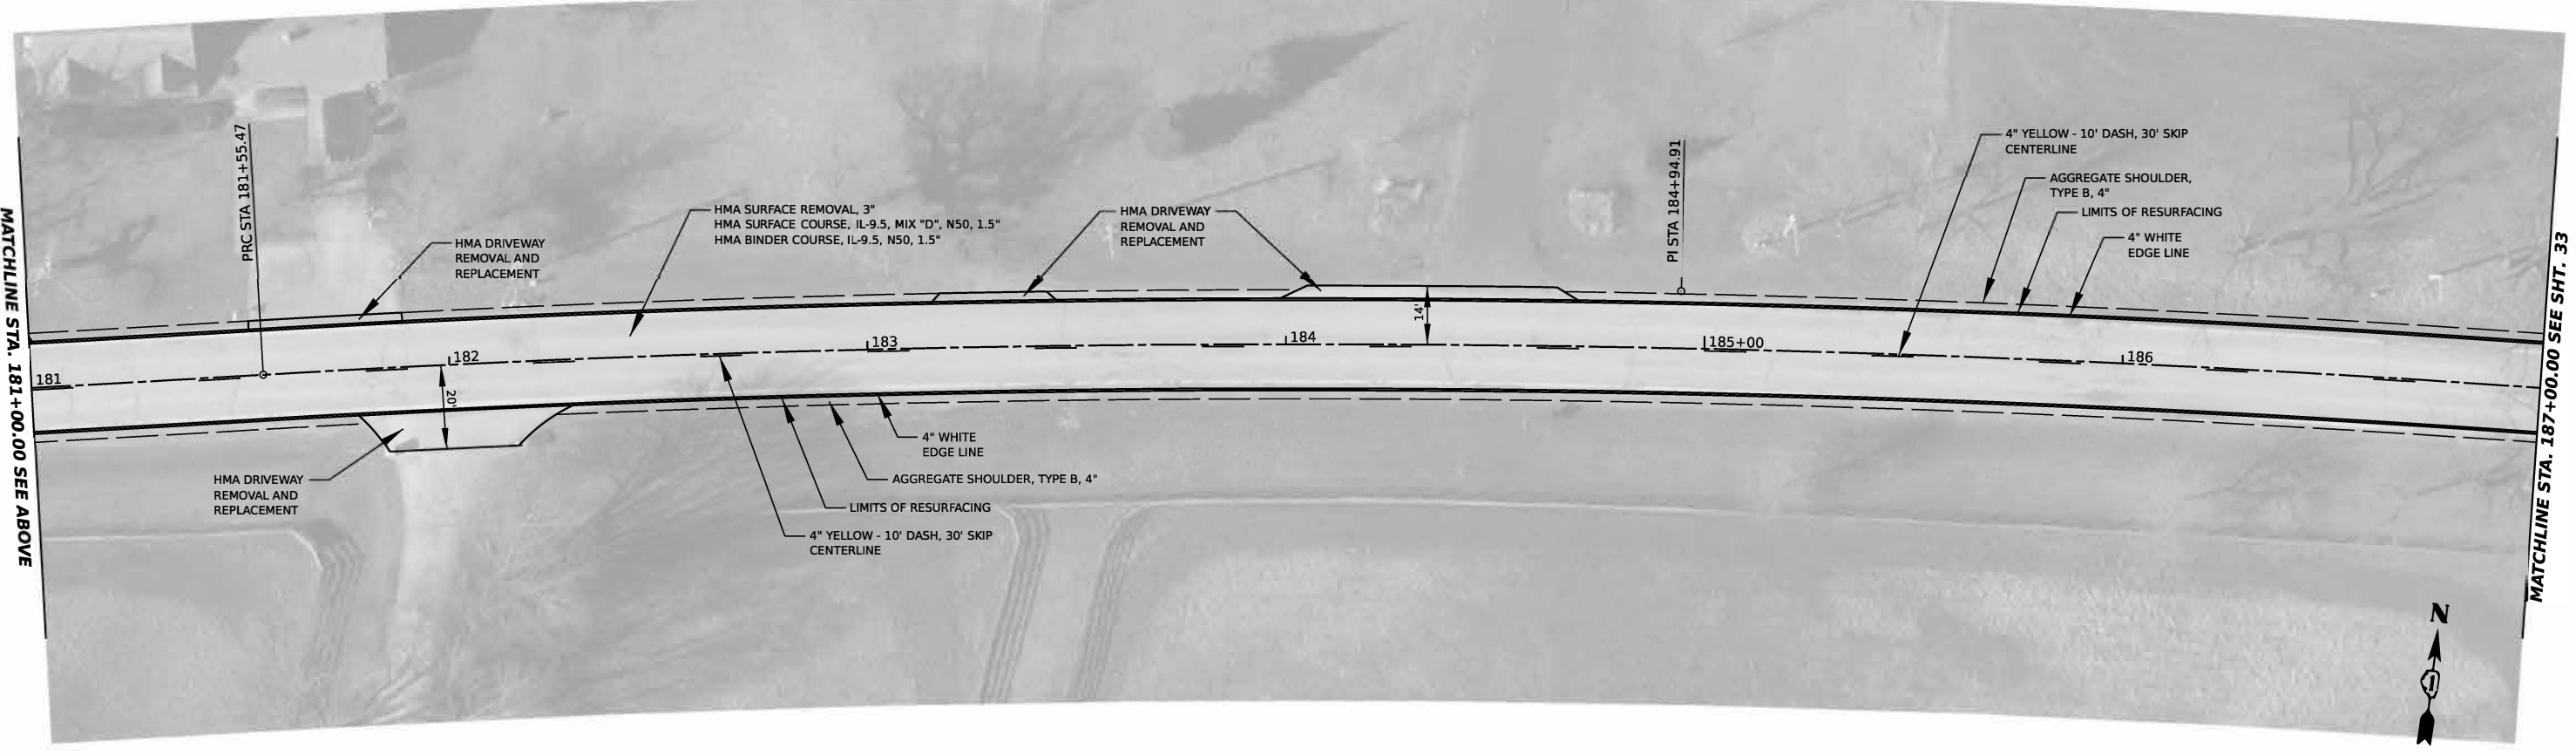 MATCHLINE STA. 181+00.00 SEE ABOVE
PRC STA 181+55.47
HMA DRIVEWAY
REMOVAL AND
REPLACEMENT
HMA SURFACE REMOVAL, 3"
HMA SURFACE COURSE, IL-9.5, MIX "D", N50, 1.5"
HMA BINDER COURSE, IL-9.5, N50, 1.5"
HMA DRIVEWAY
REMOVAL AND
REPLACEMENT
PI STA 184+94.91
4" YELLOW - 10' DASH, 30' SKIP
CENTERLINE
AGGREGATE SHOULDER,
TYPE B, 4"
LIMITS OF RESURFACING
4" WHITE
EDGE LINE
MATCHLINE STA. 187+00.00 SEE SHT. 33
181
182
183
184
185+00
186
14'
20'
HMA DRIVEWAY
REMOVAL AND
REPLACEMENT
4" WHITE
EDGE LINE
AGGREGATE SHOULDER, TYPE B, 4"
LIMITS OF RESURFACING
4" YELLOW - 10' DASH, 30' SKIP
CENTERLINE
N
1